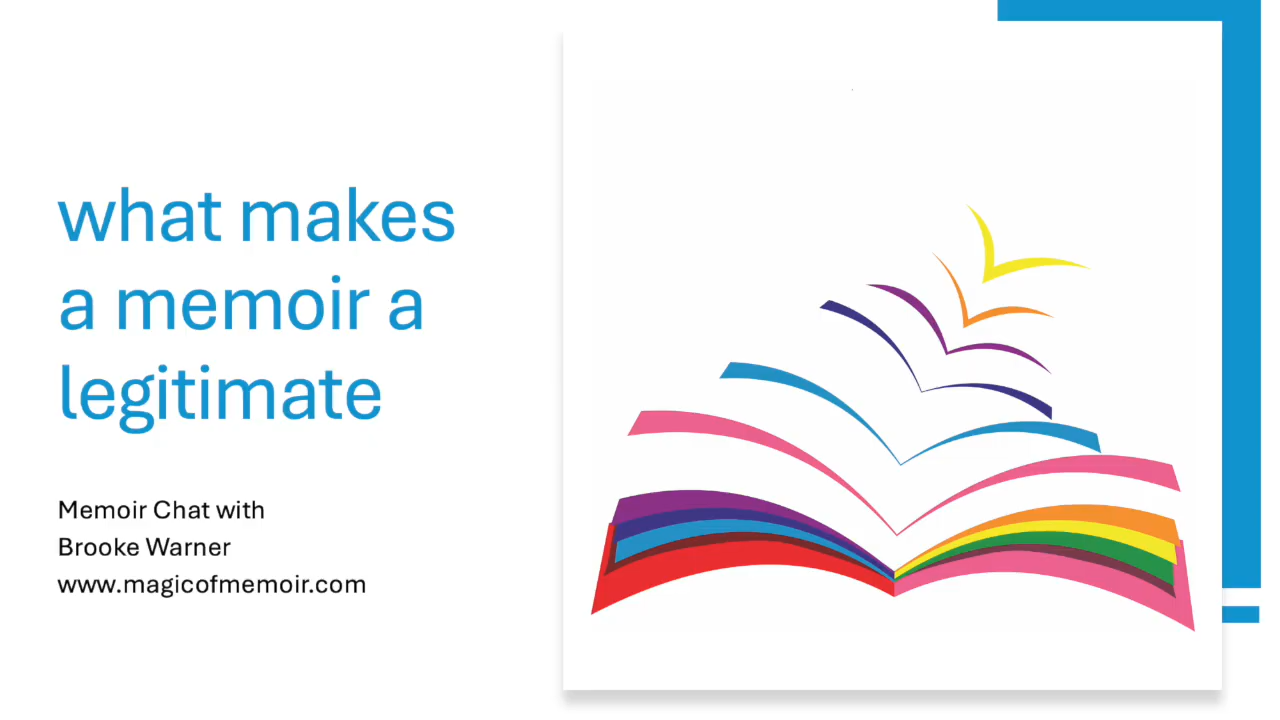 what makes
a memoir a
legitimate
Memoir Chat with
Brooke Warner
www.magicofmemoir.com